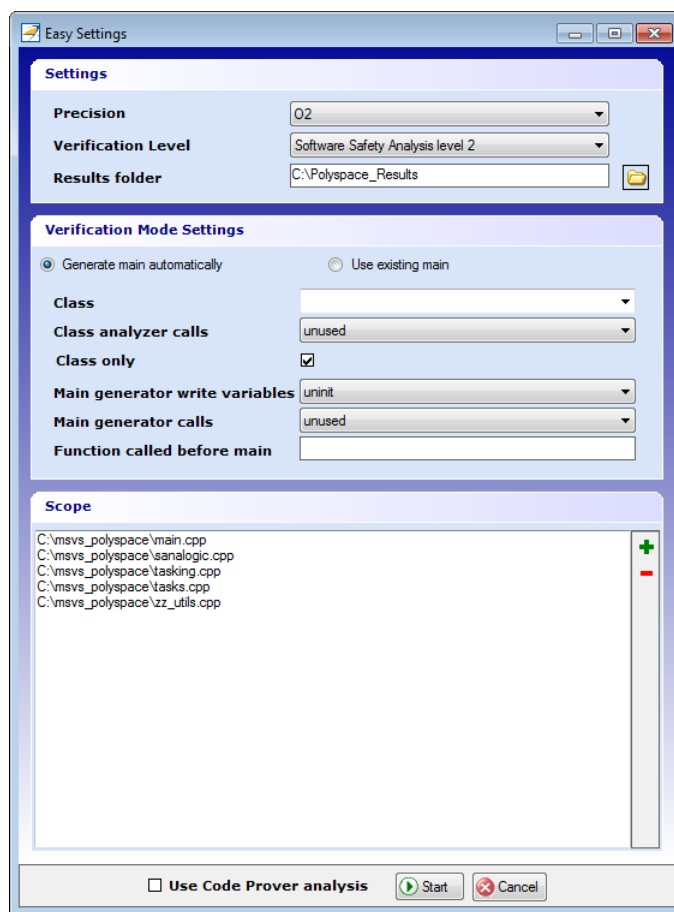 Easy Settings
Settings
Precision O2
Verification Level Software Safety Analysis level 2
Results folder C:\Polyspace_Results
Verification Mode Settings
Generate main automatically Use existing main
Class
Class analyzer calls unused
Class only
Main generator write variables uninit
Main generator calls unused
Function called before main
Scope
C:\msvs_polyspace\main.cpp
C:\msvs_polyspace\sanalogic.cpp
C:\msvs_polyspace\tasking.cpp
C:\msvs_polyspace\tasks.cpp
C:\msvs_polyspace\zz_utils.cpp
Use Code Prover analysis Start Cancel